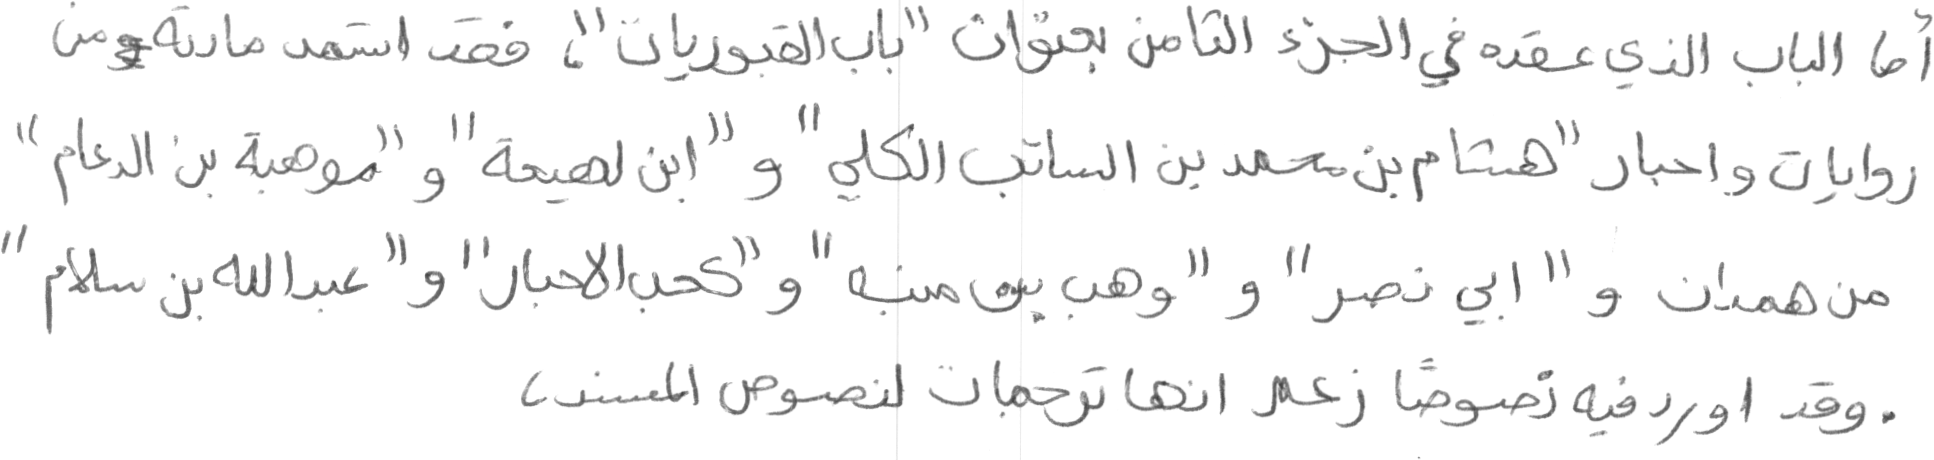 أما الباب الذي عقده في الجزء الثامن بعنوان "باب القبوريات"، فقد استمد مادته من
روايات واخبار "هشام بن محمد بن السائب الكلبي" و "ابن لهيعة" و "موهبة بن الدعام"
من همدان و "ابي نصر" و "وهب بن منبه" و "كعب الاحبار" و "عبدالله بن سلام"
. وقد اورد فيه نصوصًا زعم انها ترجمات لنصوص المسند،